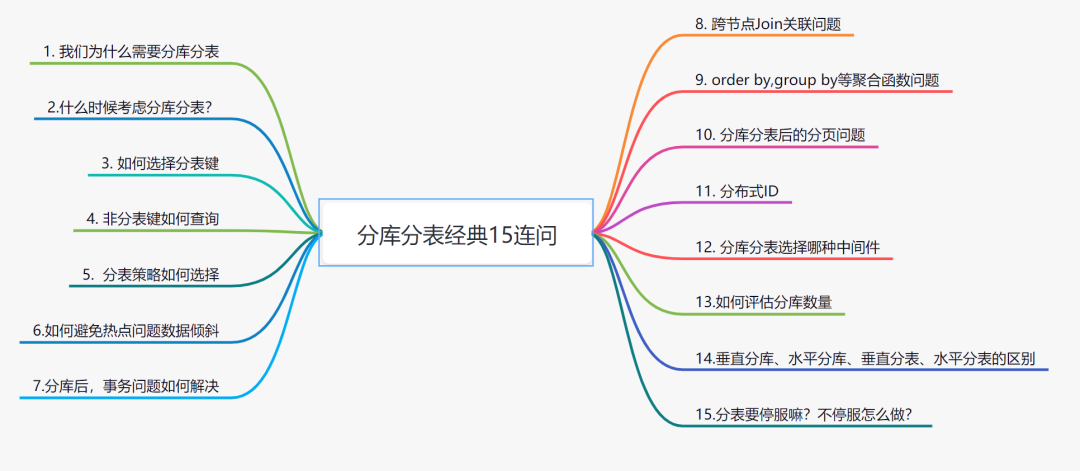 分库分表经典15连问
1. 我们为什么需要分库分表
2.什么时候考虑分库分表？
3. 如何选择分表键
4. 非分表键如何查询
5. 分表策略如何选择
6.如何避免热点问题数据倾斜
7.分库后，事务问题如何解决
8. 跨节点Join关联问题
9. order by,group by等聚合函数问题
10. 分库分表后的分页问题
11. 分布式ID
12. 分库分表选择哪种中间件
13.如何评估分库数量
14.垂直分库、水平分库、垂直分表、水平分表的区别
15.分表要停服嘛？不停服怎么做？